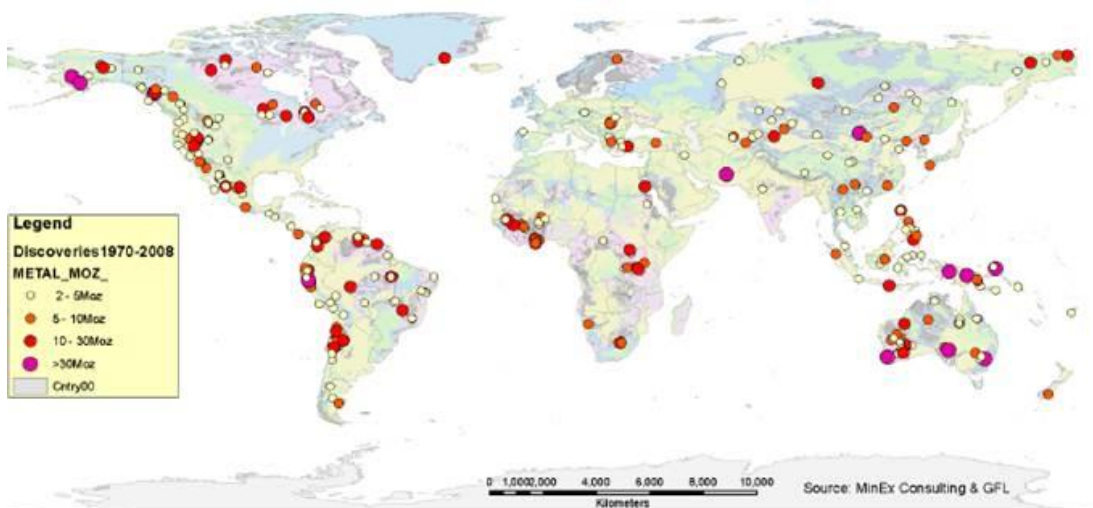 Legend
Discoveries1970-2008
METAL_MOZ_
2 - 5Moz
5 - 10Moz
10 - 30Moz
>30Moz
Cntry00
0 1,0002,000 4,000 6,000 8,000 10,000
Kilometers
Source: MinEx Consulting & GFL